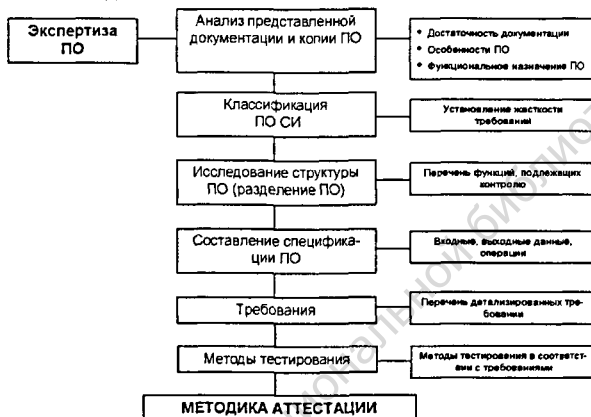 Экспертиза
ПО
Анализ представленной
документации и копии ПО
• Достаточность документации
• Особенности ПО
• Функциональное назначение ПО
Классификация
ПО СИ
Установление жесткости
требований
Исследование структуры
ПО (разделение ПО)
Перечень функций, подлежащих
контролю
Составление специфика-
ции ПО
Входные, выходные данные,
операции
Требования
Перечень детализированных тре-
бований
Методы тестирования
Методы тестирования в соответст-
вии с требованиями
МЕТОДИКА АТТЕСТАЦИИ